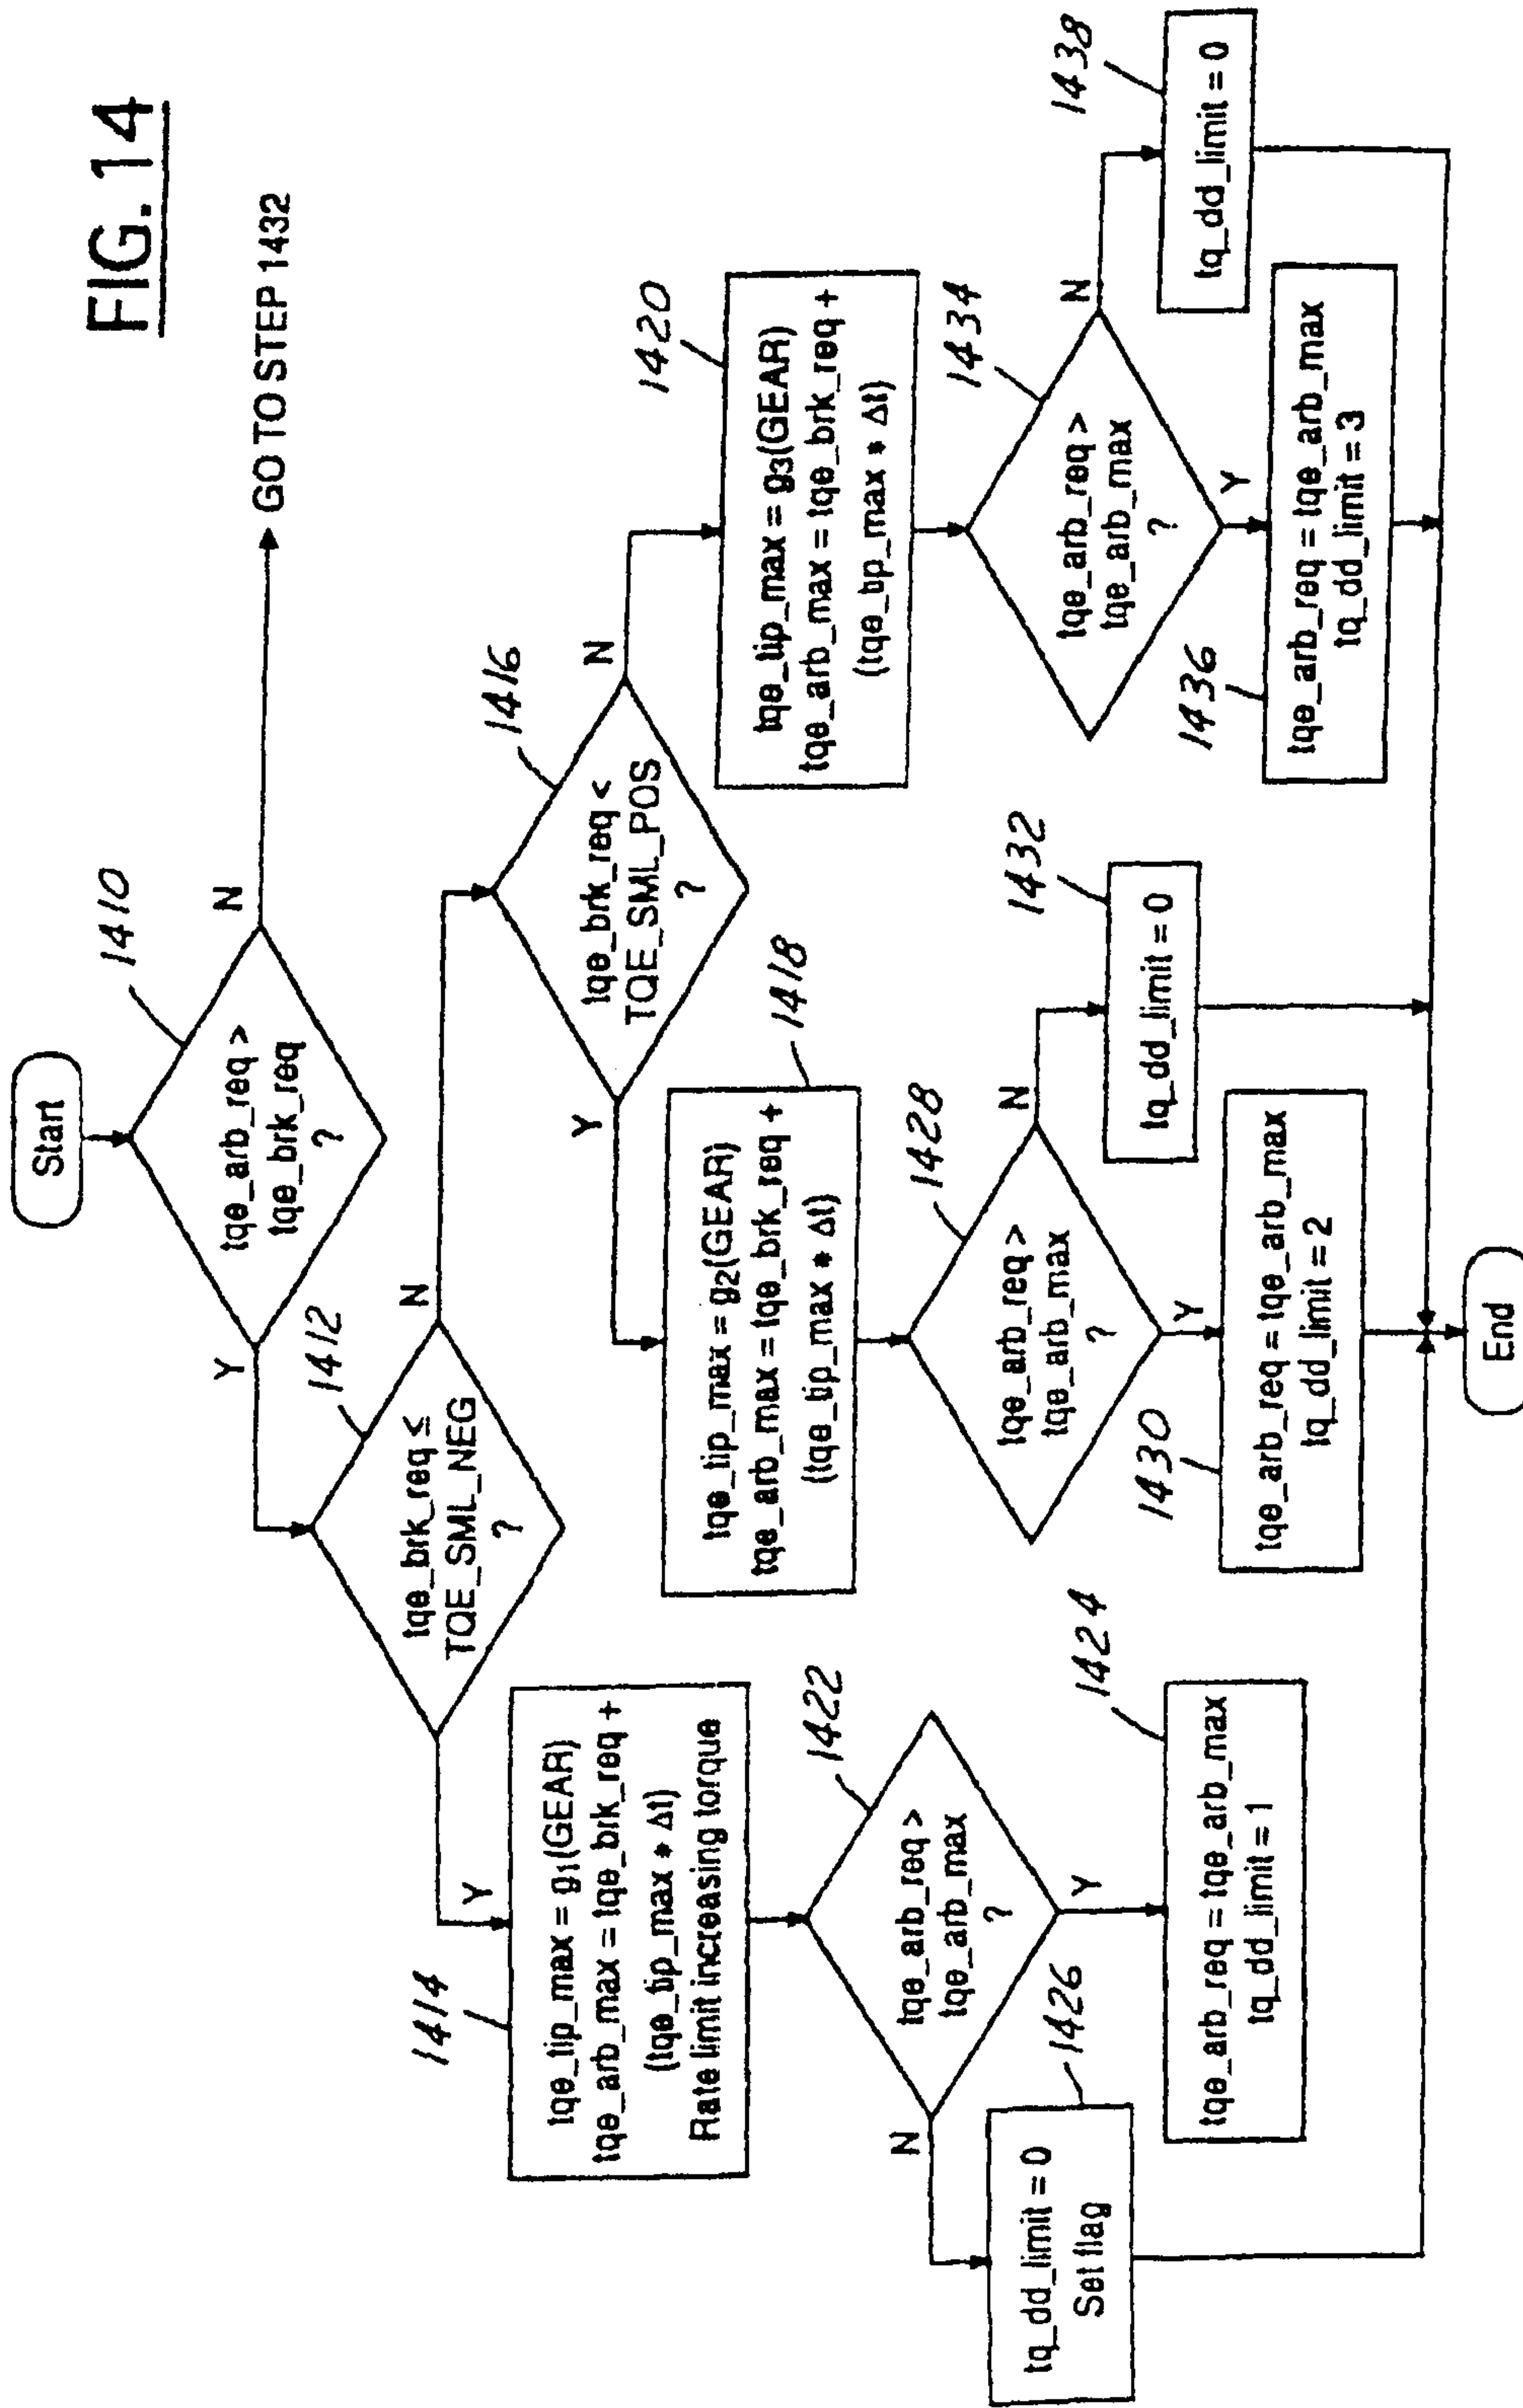 FIG. 14
Start
1410
tqe_arb_req >
tqe_brk_req
?
Y
N
GO TO STEP 1432
1412
tqe_brk_req ≤
TQE_SML_NEG
?
Y
N
1414
tqe_tip_max = g1(GEAR)
tqe_arb_max = tqe_brk_req +
(tqe_tip_max * Δt)
Rate limit increasing torque
1416
tqe_brk_req <
TQE_SML_POS
?
Y
N
1418
tqe_tip_max = g2(GEAR)
tqe_arb_max = tqe_brk_req +
(tqe_tip_max * Δt)
1420
tqe_tip_max = g3(GEAR)
tqe_arb_max = tqe_brk_req +
(tqe_tip_max * Δt)
1422
tqe_arb_req >
tqe_arb_max
?
N
Y
1426
tq_dd_limit = 0
Set flag
1424
tqe_arb_req = tqe_arb_max
tq_dd_limit = 1
1428
tqe_arb_req >
tqe_arb_max
?
Y
N
1430
tqe_arb_req = tqe_arb_max
tq_dd_limit = 2
1432
tq_dd_limit = 0
1434
tqe_arb_req >
tqe_arb_max
?
Y
N
1436
tqe_arb_req = tqe_arb_max
tq_dd_limit = 3
1438
tq_dd_limit = 0
End